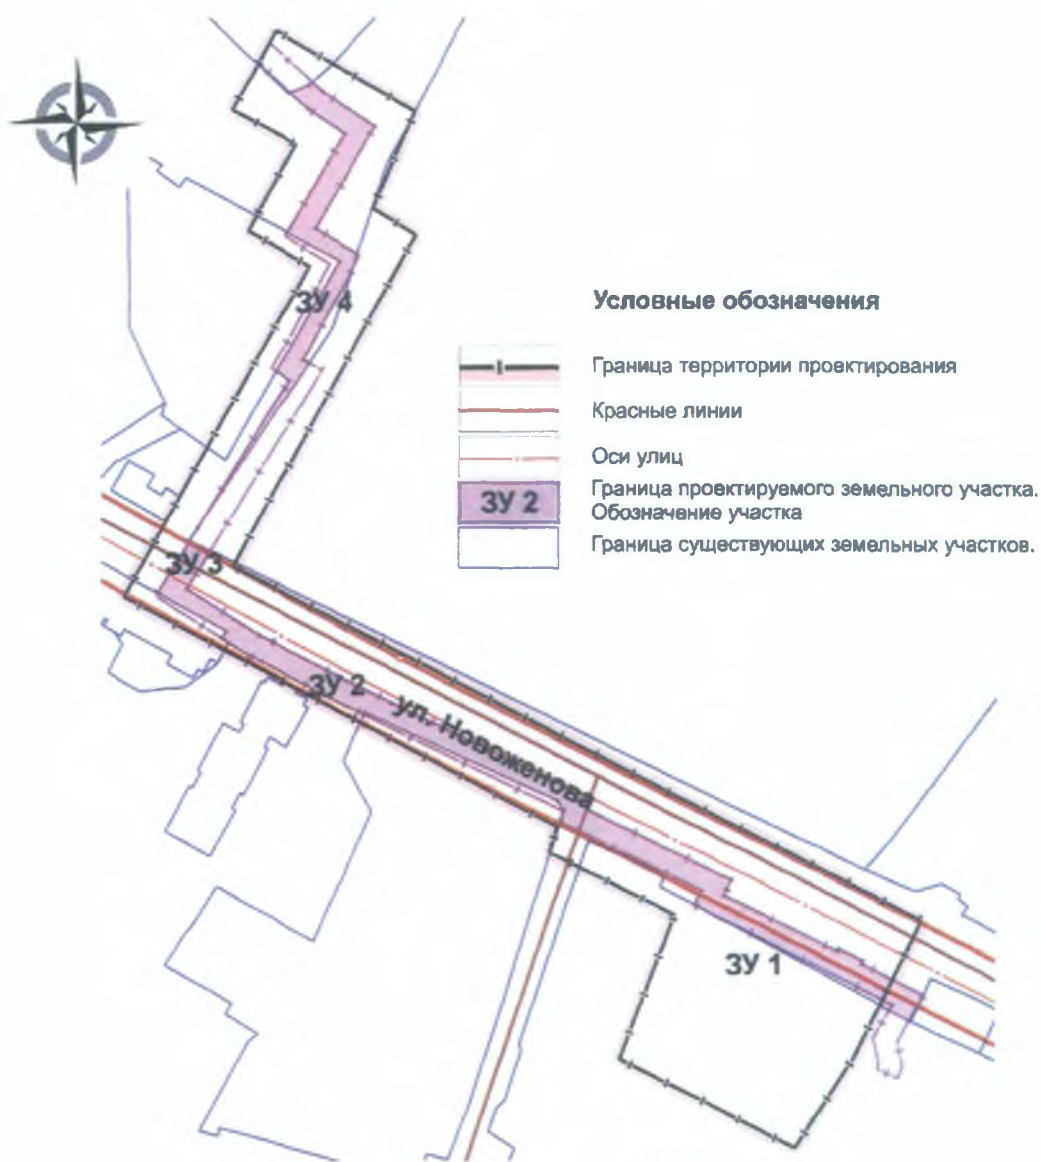 Условные обозначения
Граница территории проектирования
Красные линии
Оси улиц
ЗУ 2
Граница проектируемого земельного участка.
Обозначение участка
Граница существующих земельных участков.
ЗУ 4
ЗУ 3
ЗУ 2
ул. Новоженова
ЗУ 1